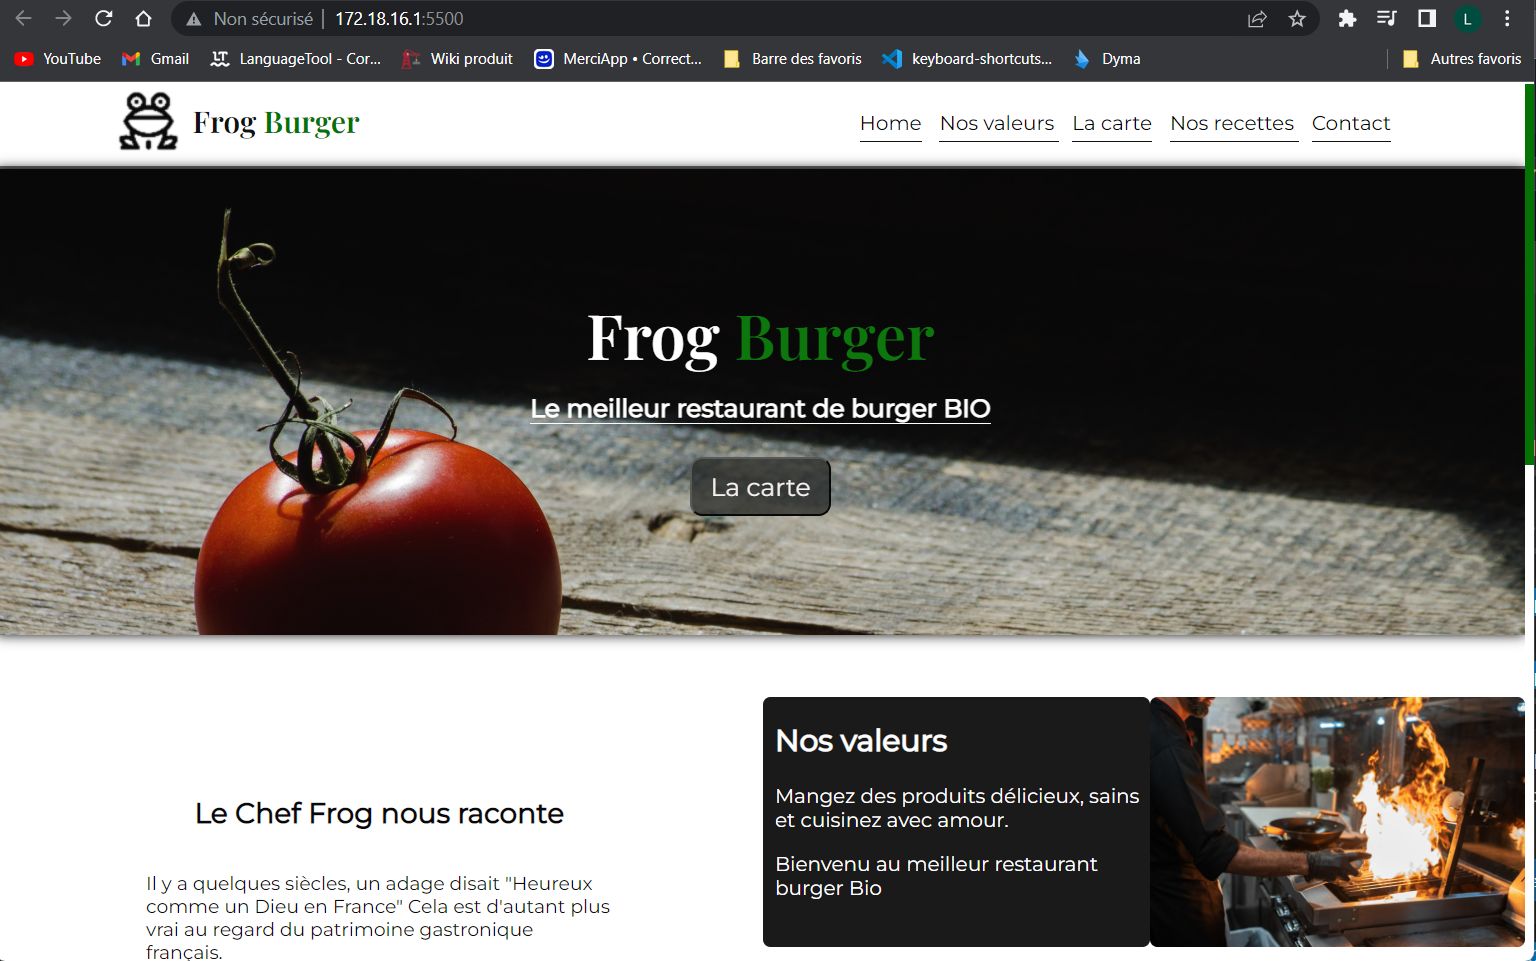 Non sécurisé 172.18.16.1:5500
L
YouTube Gmail LanguageTool - Cor... Wiki produit MerciApp • Correct... Barre des favoris keyboard-shortcuts... Dyma Autres favoris
Frog Burger Home Nos valeurs La carte Nos recettes Contact
Frog Burger
Le meilleur restaurant de burger BIO
La carte
Le Chef Frog nous raconte
Il y a quelques siècles, un adage disait "Heureux
comme un Dieu en France" Cela est d'autant plus
vrai au regard du patrimoine gastronique
français.
Nos valeurs
Mangez des produits délicieux, sains
et cuisinez avec amour.
Bienvenu au meilleur restaurant
burger Bio